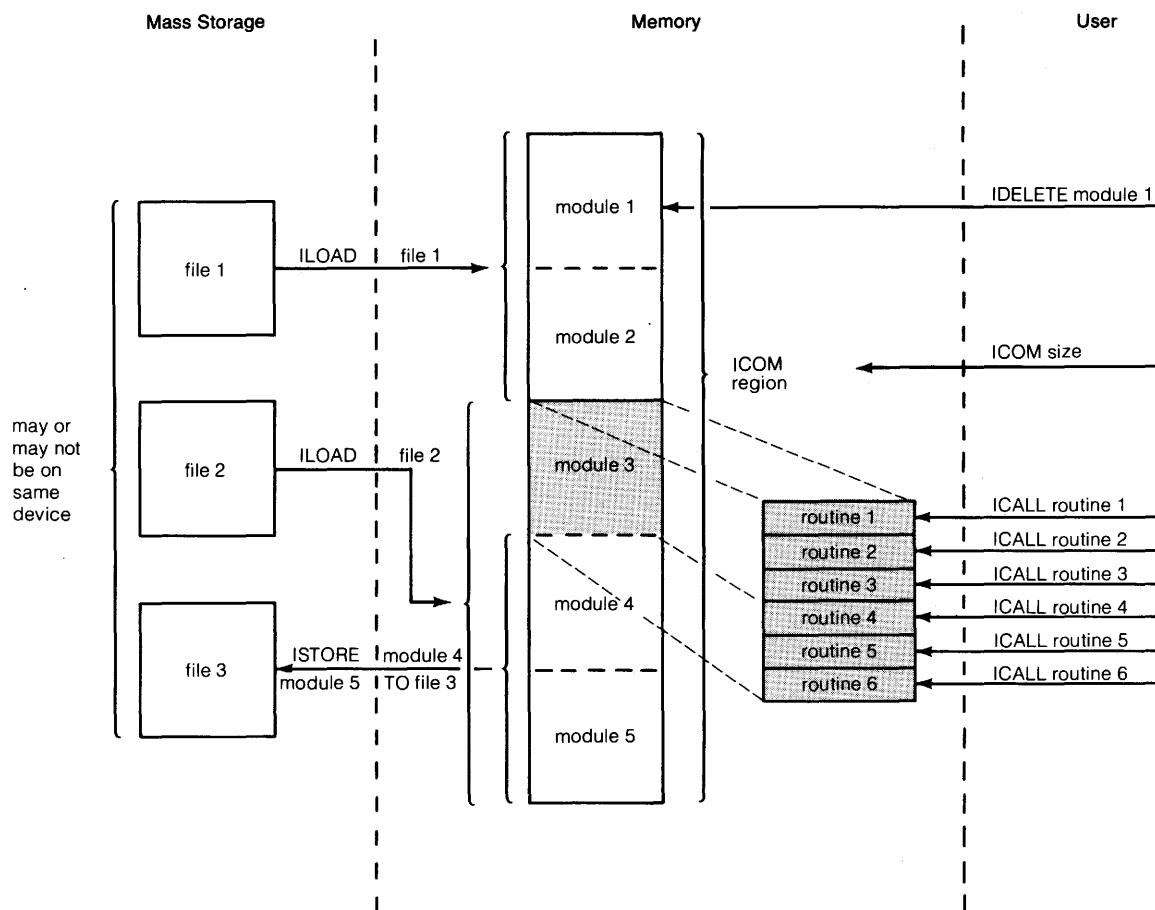 Mass Storage
Memory
User
module 1
IDELETE module 1
file 1
ILOAD
file 1
module 2
ICOM size
ICOM
region
may or
may not
be on
same
device
file 2
ILOAD
file 2
module 3
routine 1
ICALL routine 1
routine 2
ICALL routine 2
routine 3
ICALL routine 3
module 4
routine 4
ICALL routine 4
routine 5
ICALL routine 5
file 3
ISTORE
module 4
module 5
TO file 3
routine 6
ICALL routine 6
module 5